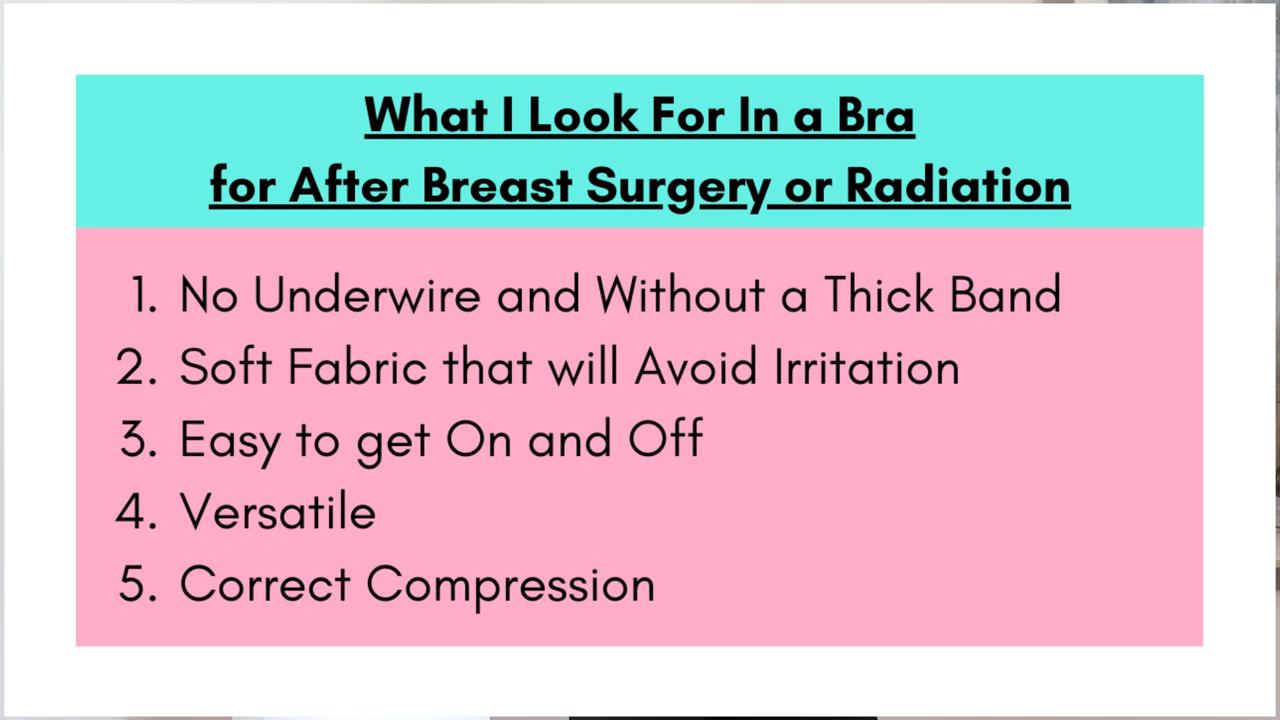 What I Look For In a Bra
for After Breast Surgery or Radiation
1. No Underwire and Without a Thick Band
2. Soft Fabric that will Avoid Irritation
3. Easy to get On and Off
4. Versatile
5. Correct Compression